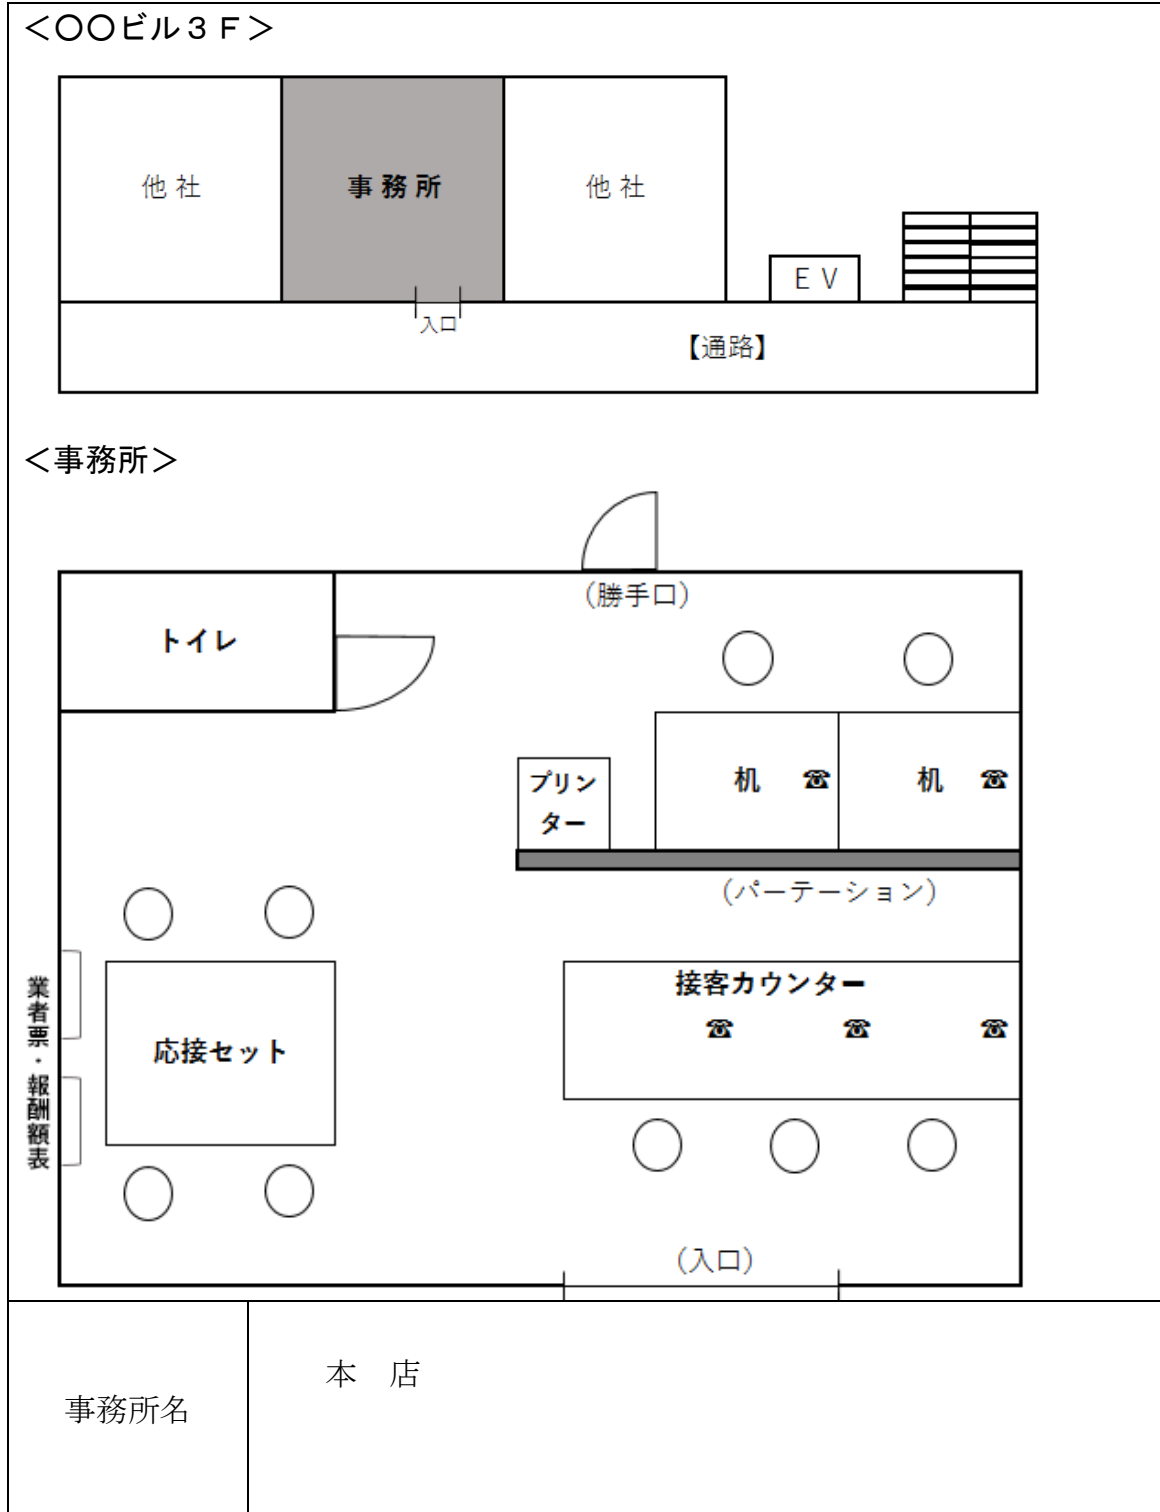 ＜〇〇ビル３Ｆ＞
他 社
事 務 所
他 社
ＥＶ
入口
【通路】
＜事務所＞
（勝手口）
トイレ
プリン
ター
机 ☎
机 ☎
（パーテーション）
業者票・報酬額表
応接セット
接客カウンター
☎ ☎ ☎
（入口）
事務所名
本　店